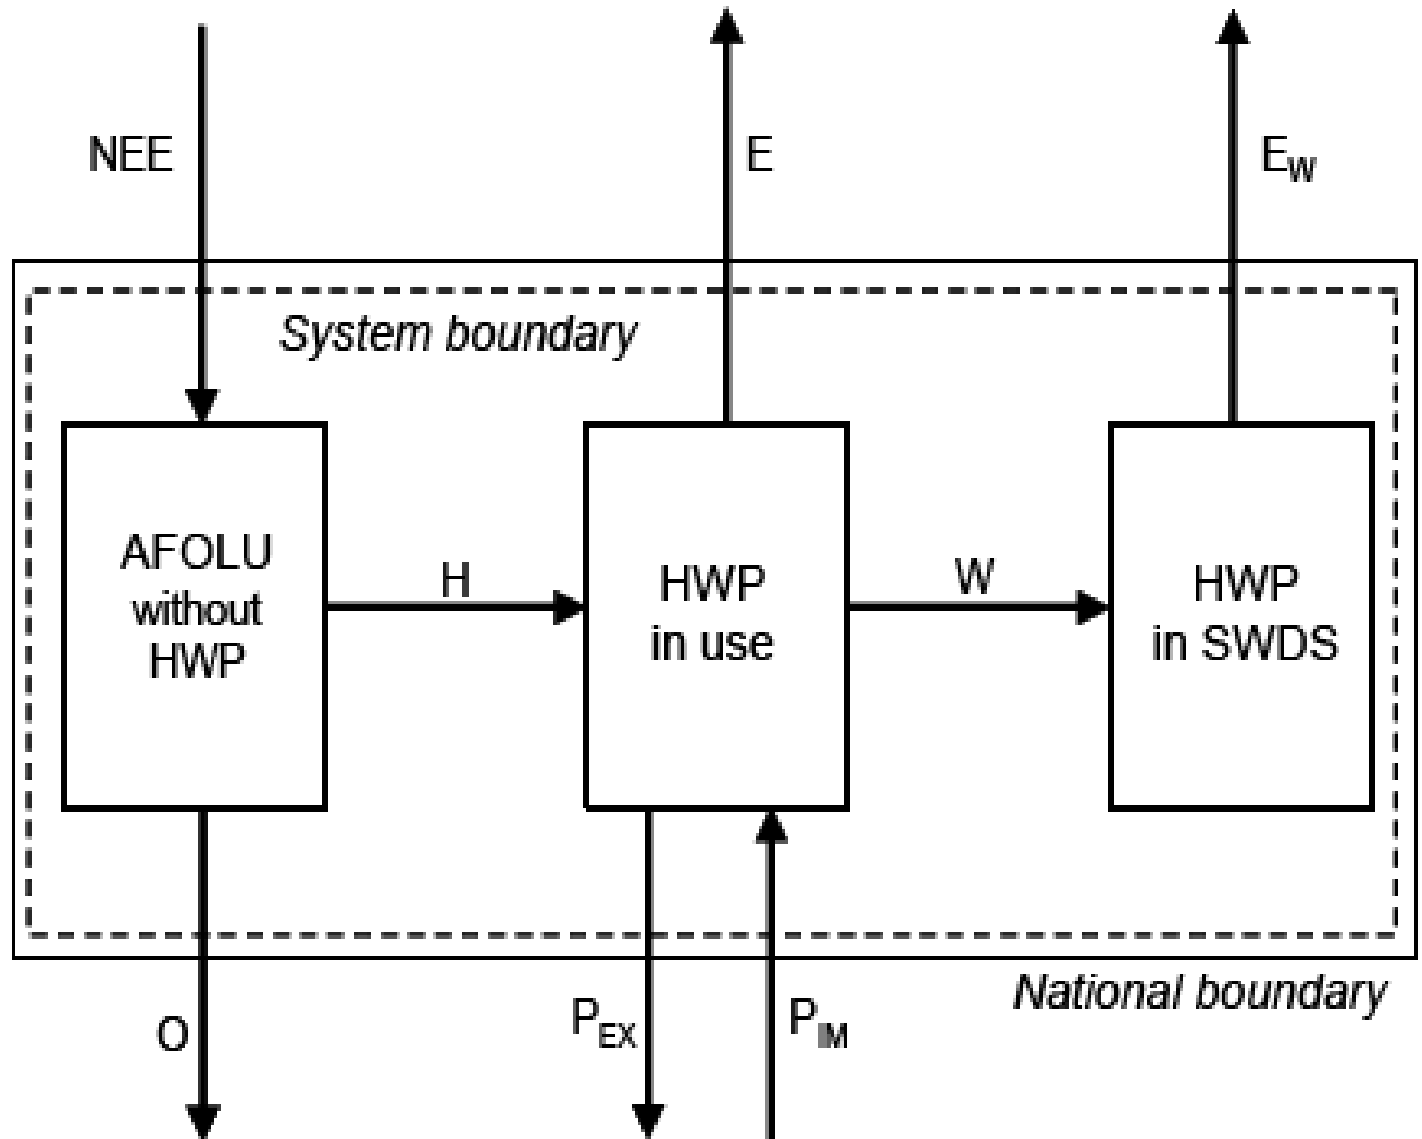 NEE
E
EW
System boundary
AFOLU
without
HWP
H
HWP
in use
W
HWP
in SWDS
National boundary
O
PEX
PIM